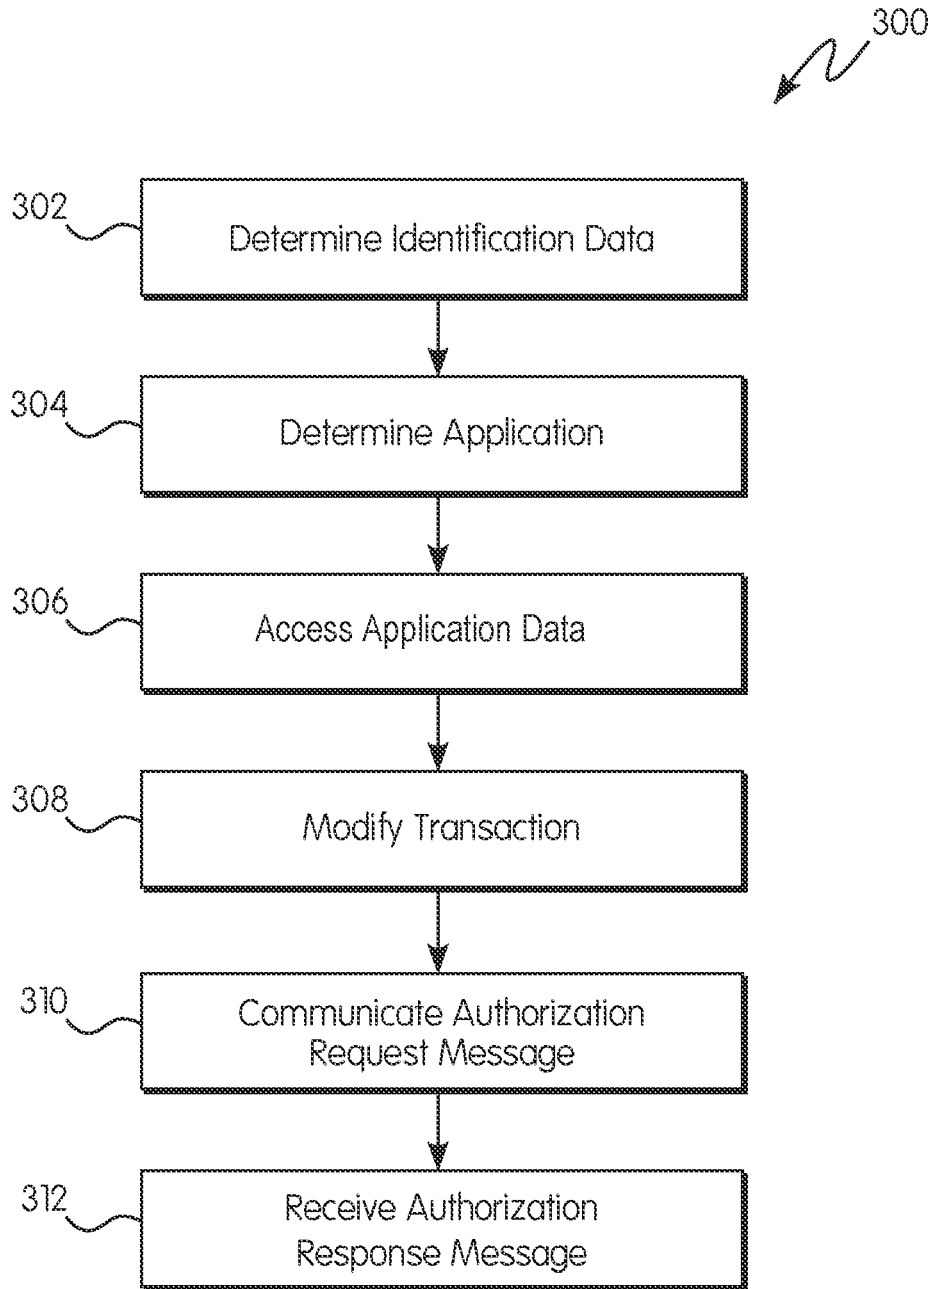 300
302
Determine Identification Data
304
Determine Application
306
Access Application Data
308
Modify Transaction
310
Communicate Authorization
Request Message
312
Receive Authorization
Response Message